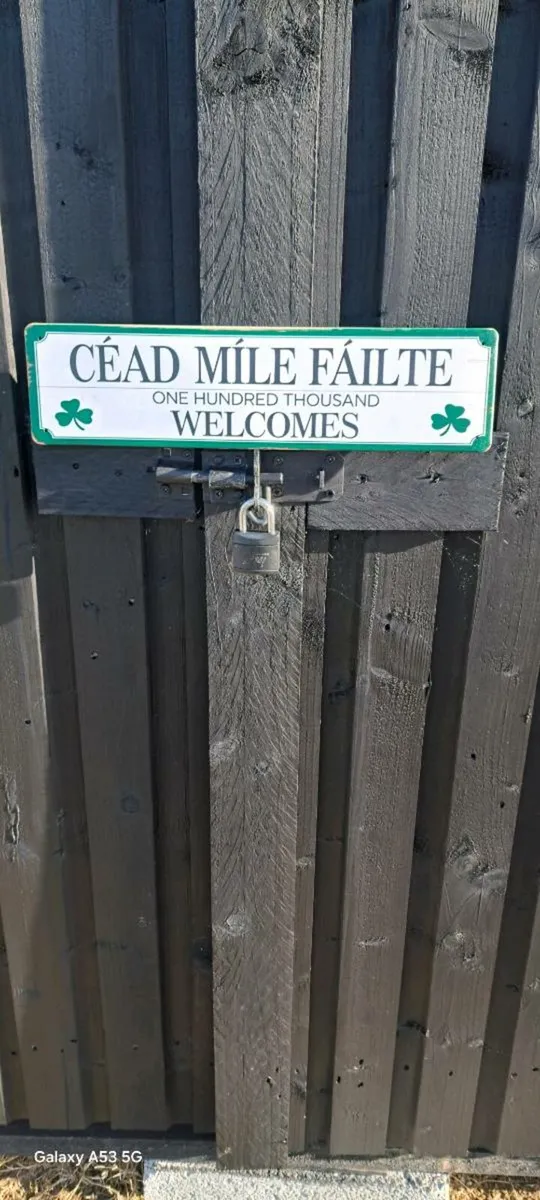 CÉAD MÍLE FÁILTE
ONE HUNDRED THOUSAND
WELCOMES
Galaxy A53 5G